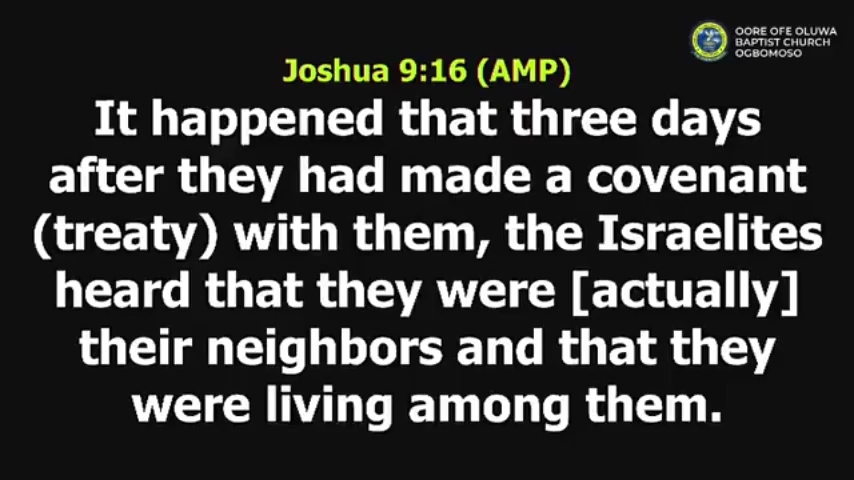 OORE OFE OLUWA
BAPTIST CHURCH
OGBOMOSO
Joshua 9:16 (AMP)
It happened that three days
after they had made a covenant
(treaty) with them, the Israelites
heard that they were [actually]
their neighbors and that they
were living among them.